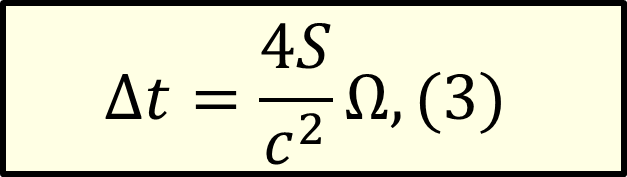 Δt = 4S/c² Ω, (3)